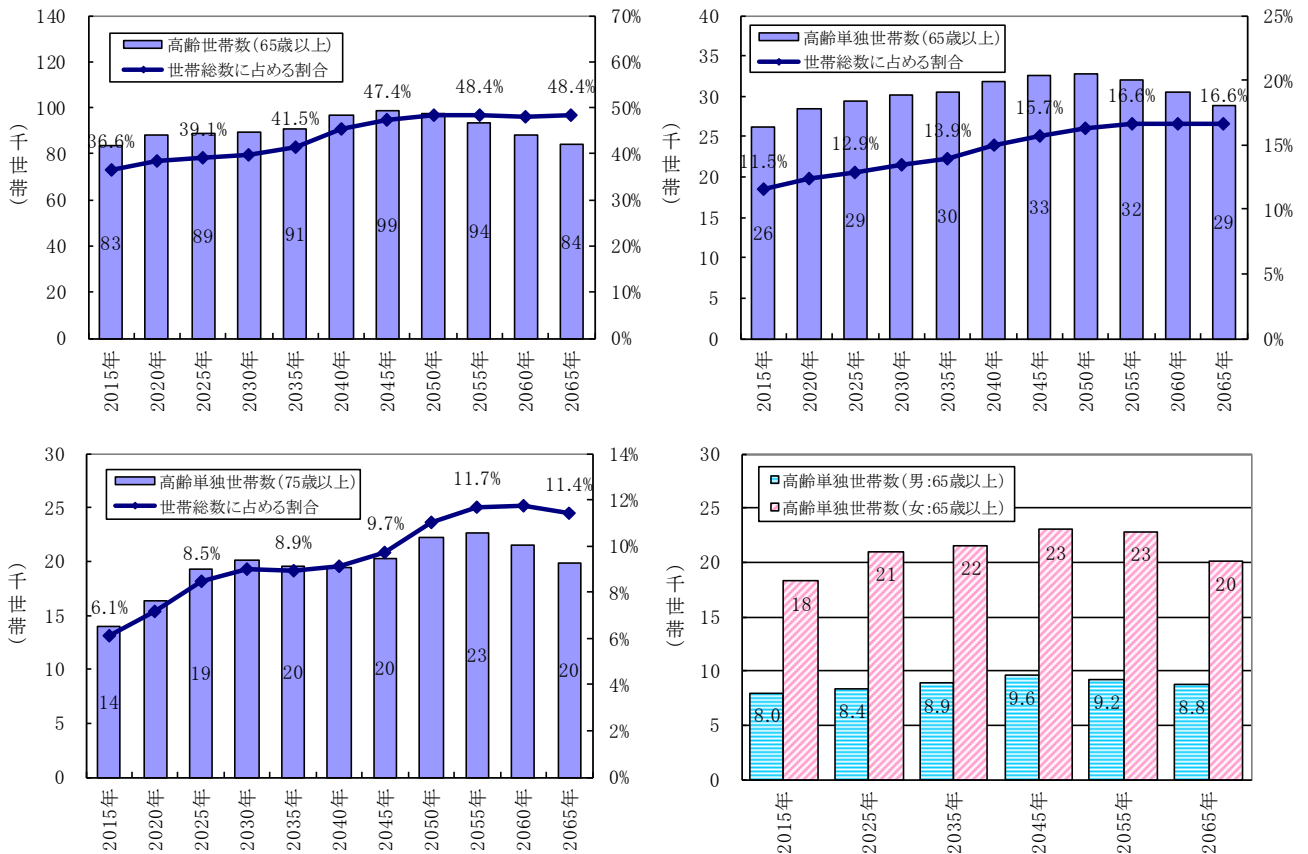 140
120
100
80
60
40
20
0
70%
60%
50%
40%
30%
20%
10%
0%
高齢世帯数(65歳以上)
世帯総数に占める割合
36.6%
39.1%
41.5%
47.4%
48.4%
48.4%
83
89
91
99
94
84
(千世帯
2015年
2020年
2025年
2030年
2035年
2040年
2045年
2050年
2055年
2060年
2065年
40
35
30
25
20
15
10
5
0
25%
20%
15%
10%
5%
0%
高齢単独世帯数(65歳以上)
世帯総数に占める割合
11.5%
12.9%
13.9%
15.7%
16.6%
16.6%
26
29
30
33
32
29
(千世帯
2015年
2020年
2025年
2030年
2035年
2040年
2045年
2050年
2055年
2060年
2065年
30
25
20
15
10
5
0
14%
12%
10%
8%
6%
4%
2%
0%
高齢単独世帯数(75歳以上)
世帯総数に占める割合
6.1%
8.5%
8.9%
9.7%
11.7%
11.4%
14
19
20
20
23
20
(千世帯
2015年
2020年
2025年
2030年
2035年
2040年
2045年
2050年
2055年
2060年
2065年
30
25
20
15
10
5
0
高齢単独世帯数(男:65歳以上)
高齢単独世帯数(女:65歳以上)
18
21
22
23
23
20
8.0
8.4
8.9
9.6
9.2
8.8
(千世帯
2015年
2025年
2035年
2045年
2055年
2065年